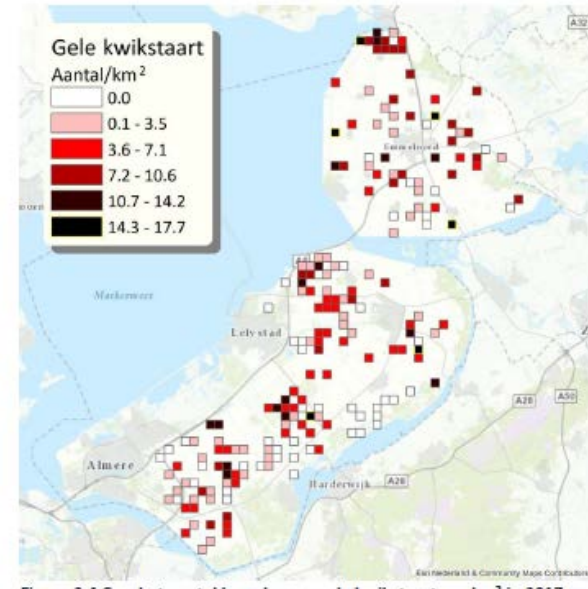 Gele kwikstaart
Aantal/km²
0.0
0.1 - 3.5
3.6 - 7.1
7.2 - 10.6
10.7 - 14.2
14.3 - 17.7
A32
Emmeloord
Markermeer
Lelystad
A28
A50
Almere
Harderwijk
A28
Esri Nederland & Community Maps Contributors